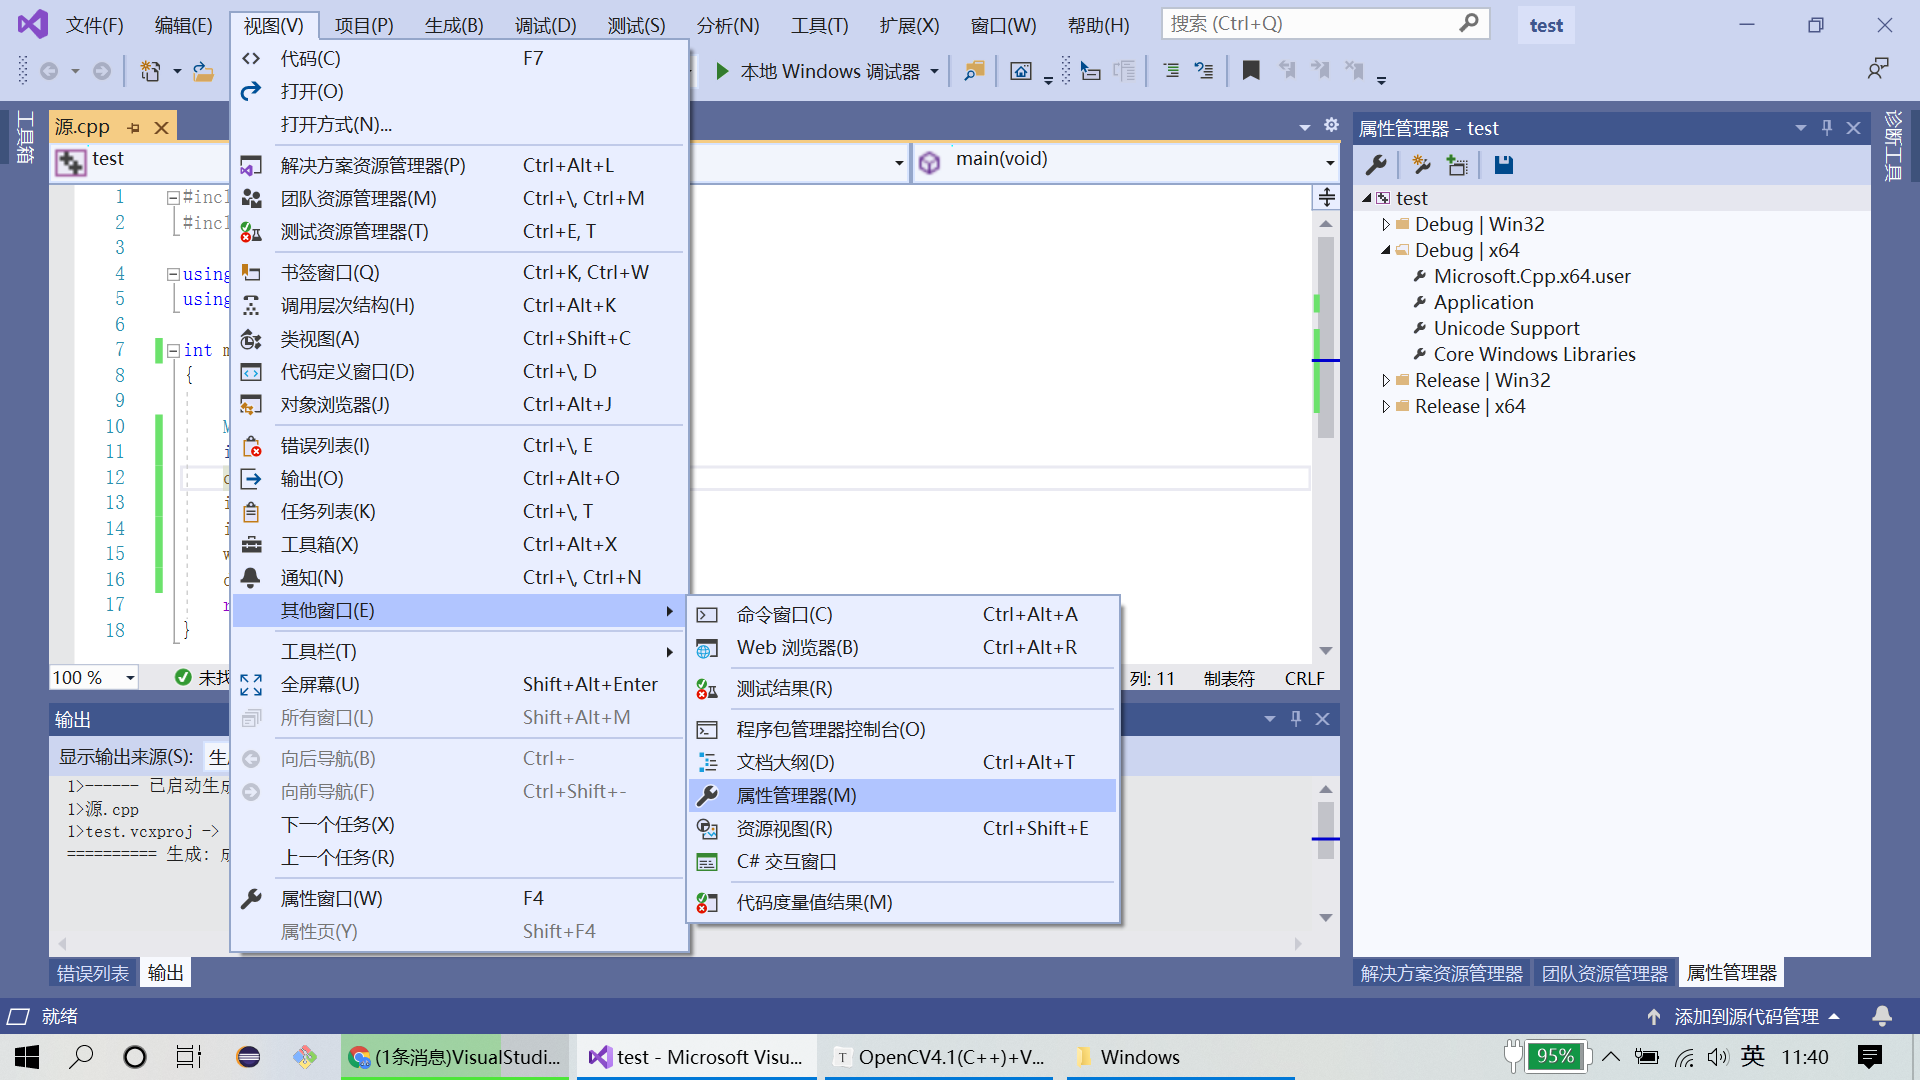 文件(F) 编辑(E) 视图(V) 项目(P) 生成(B) 调试(D) 测试(S) 分析(N) 工具(T) 扩展(X) 窗口(W) 帮助(H) 搜索 (Ctrl+Q) test
本地 Windows 调试器
工具箱
源.cpp
test
main(void)
1 #incl
2 #incl
3
4 using
5 using
6
7 int m
8 {
9
10
11
12
13
14
15
16
17
18 }
100 %
未找
列: 11 制表符 CRLF
代码(C) F7
打开(O)
打开方式(N)...
解决方案资源管理器(P) Ctrl+Alt+L
团队资源管理器(M) Ctrl+\, Ctrl+M
测试资源管理器(T) Ctrl+E, T
书签窗口(Q) Ctrl+K, Ctrl+W
调用层次结构(H) Ctrl+Alt+K
类视图(A) Ctrl+Shift+C
代码定义窗口(D) Ctrl+\, D
对象浏览器(J) Ctrl+Alt+J
错误列表(I) Ctrl+\, E
输出(O) Ctrl+Alt+O
任务列表(K) Ctrl+\, T
工具箱(X) Ctrl+Alt+X
通知(N) Ctrl+\, Ctrl+N
其他窗口(E)
工具栏(T)
全屏幕(U) Shift+Alt+Enter
所有窗口(L) Shift+Alt+M
向后导航(B) Ctrl+-
向前导航(F) Ctrl+Shift+-
下一个任务(X)
上一个任务(R)
属性窗口(W) F4
属性页(Y) Shift+F4
命令窗口(C) Ctrl+Alt+A
Web 浏览器(B) Ctrl+Alt+R
测试结果(R)
程序包管理器控制台(O)
文档大纲(D) Ctrl+Alt+T
属性管理器(M)
资源视图(R) Ctrl+Shift+E
C# 交互窗口
代码度量值结果(M)
输出
显示输出来源(S): 生
1>------ 已启动生成
1>源.cpp
1>test.vcxproj ->
========== 生成: 成
错误列表 输出
属性管理器 - test
test
Debug | Win32
Debug | x64
Microsoft.Cpp.x64.user
Application
Unicode Support
Core Windows Libraries
Release | Win32
Release | x64
解决方案资源管理器 团队资源管理器 属性管理器
诊断工具
就绪
添加到源代码管理
(1条消息)VisualStudi...
test - Microsoft Visu...
OpenCV4.1(C++)+V...
Windows
95%
英
11:40